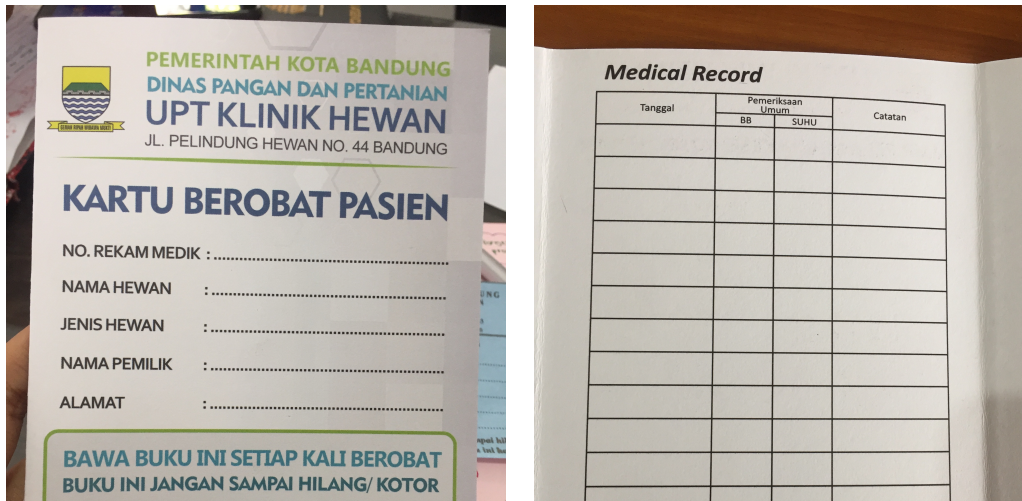 PEMERINTAH KOTA BANDUNG
DINAS PANGAN DAN PERTANIAN
UPT KLINIK HEWAN
JL. PELINDUNG HEWAN NO. 44 BANDUNG
KARTU BEROBAT PASIEN
NO. REKAM MEDIK : ........................................
NAMA HEWAN : ........................................
JENIS HEWAN : ........................................
NAMA PEMILIK : ........................................
ALAMAT : ........................................
BAWA BUKU INI SETIAP KALI BEROBAT
BUKU INI JANGAN SAMPAI HILANG/ KOTOR
Medical Record
Tanggal Pemeriksaan Umum Catatan
BB SUHU